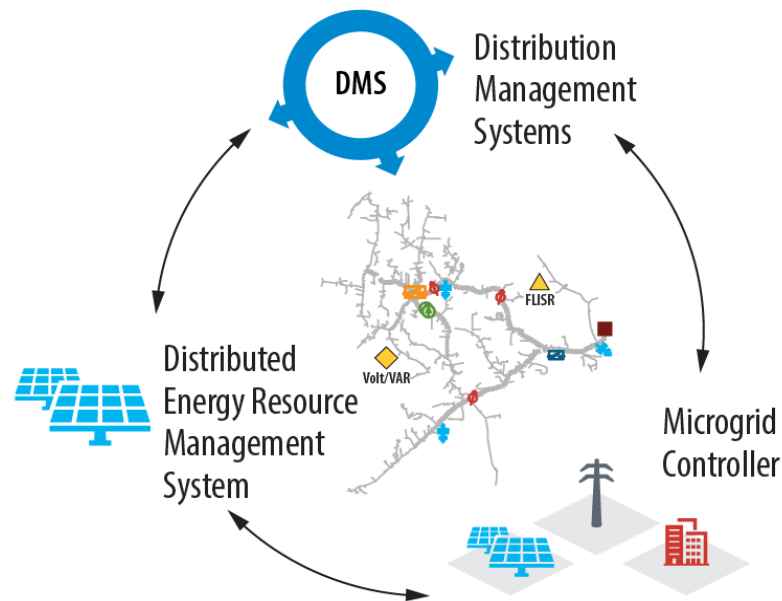 DMS
Distribution
Management
Systems
FLISR
Volt/VAR
Distributed
Energy Resource
Management
System
Microgrid
Controller